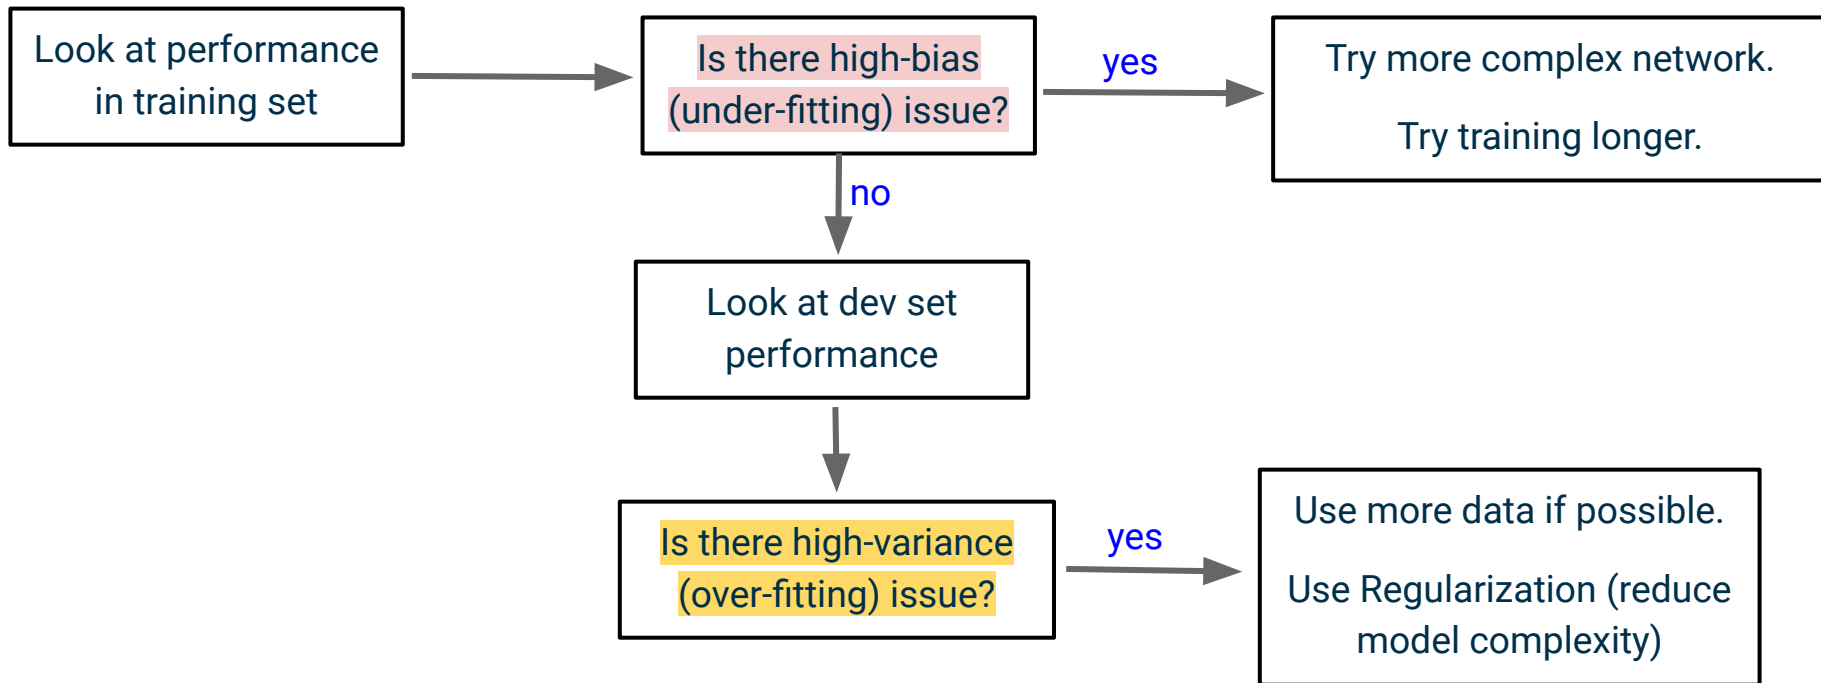 Look at performance
in training set
Is there high-bias
(under-fitting) issue?
yes
Try more complex network.
Try training longer.
no
Look at dev set
performance
Is there high-variance
(over-fitting) issue?
yes
Use more data if possible.
Use Regularization (reduce
model complexity)